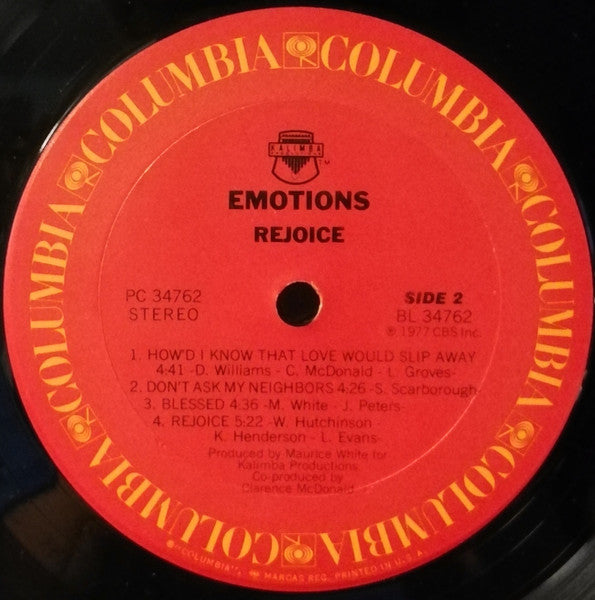 COLUMBIA COLUMBIA COLUMBIA COLUMBIA COLUMBIA COLUMBIA
KALIMBA
PRODUCTIONS
TM
EMOTIONS
REJOICE
PC 34762
STEREO
SIDE 2
BL 34762
℗ 1977 CBS Inc.
1. HOW'D I KNOW THAT LOVE WOULD SLIP AWAY
4:41 -D. Williams - C. McDonald - L. Groves-
2. DON'T ASK MY NEIGHBORS 4:26 -S. Scarborough-
3. BLESSED 4:36 -M. White - J. Peters-
4. REJOICE 5:22 -W. Hutchinson -
K. Henderson - L. Evans-
Produced by Maurice White for
Kalimba Productions
Co-produced by
Clarence McDonald
® "COLUMBIA", MARCAS REG. PRINTED IN U.S.A.